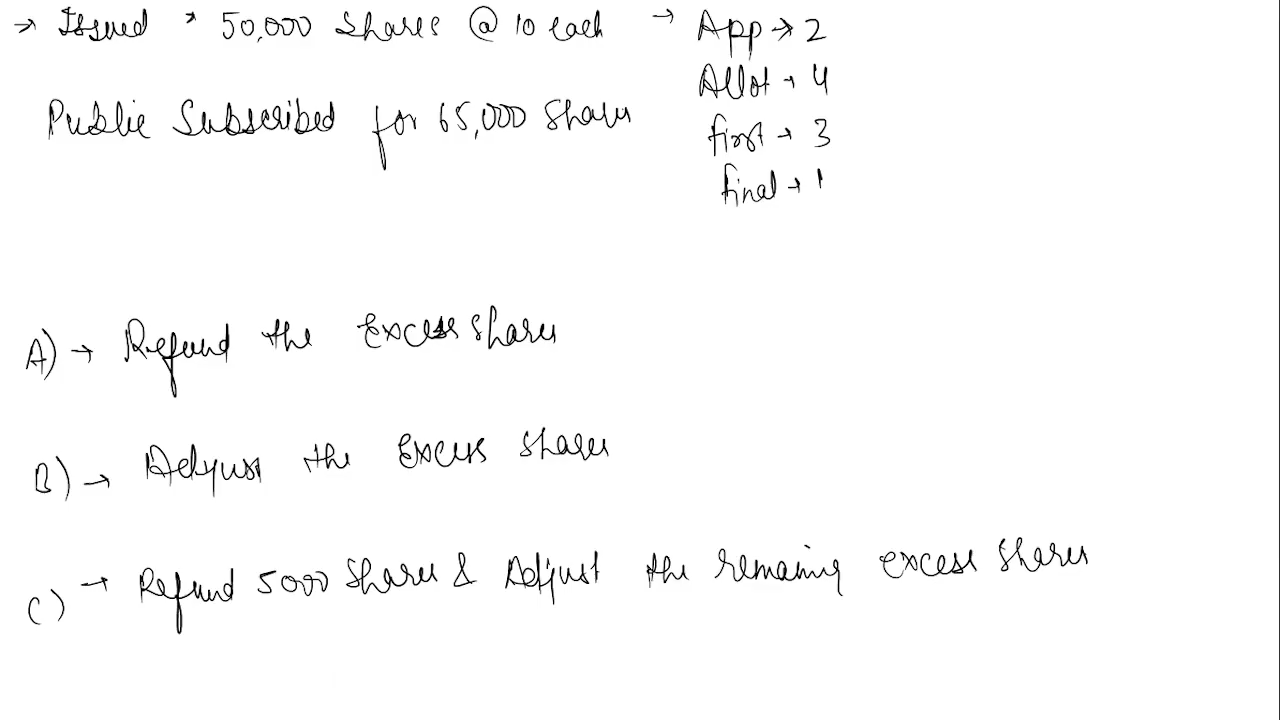 → Issued * 50,000 Shares @ 10 each → App → 2
Allot → 4
Public Subscribed for 65,000 Shares
first → 3
final → 1
A) → Refund the Excess Shares
B) → Adjust the Excess Shares
C) → Refund 5000 Shares & Adjust the remaining excess Shares